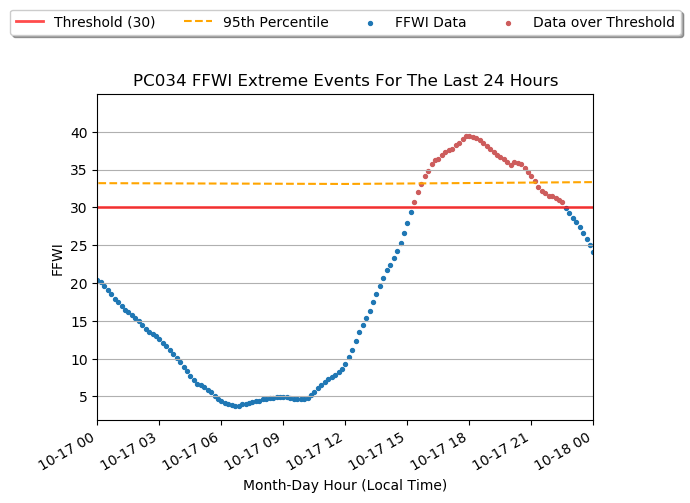 Threshold (30) 95th Percentile FFWI Data Data over Threshold
PC034 FFWI Extreme Events For The Last 24 Hours
40
35
30
25
20
15
10
5
FFWI
10-17 00 10-17 03 10-17 06 10-17 09 10-17 12 10-17 15 10-17 18 10-17 21 10-18 00
Month-Day Hour (Local Time)